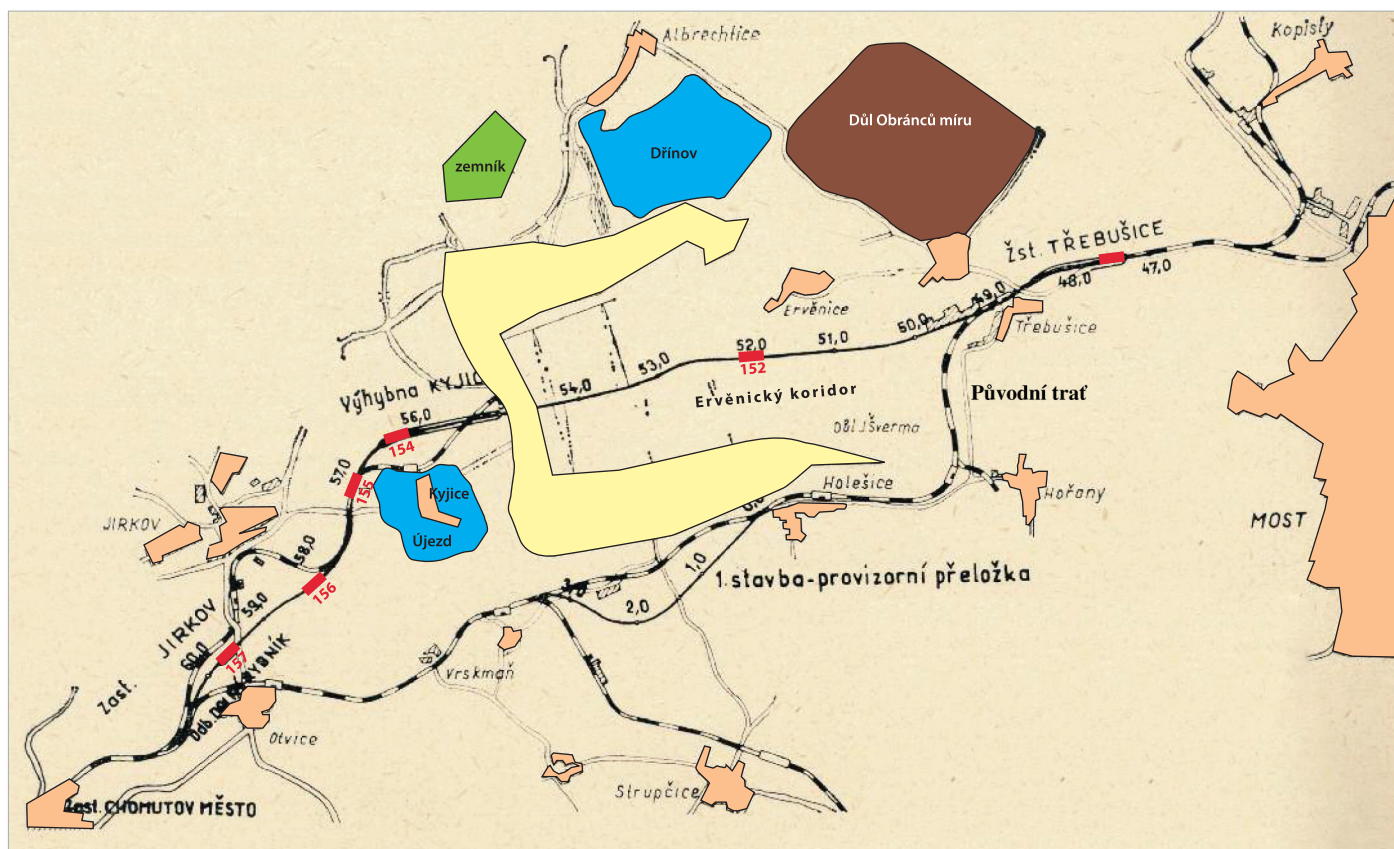 Albrechtice
Kopisty
Důl Obránců míru
Dřínov
zemník
Žst. TŘEBUŠICE
47,0
48,0
49,0
Ervěnice
50,0
51,0
52,0
152
Třebušice
53,0
54,0
Výhybna KYJIC
56,0
154
Ervěnický koridor
Původní trať
Důl J.Šverma
57,0
155
Kyjice
Újezd
Holešice
Hořany
MOST
JIRKOV
58,0
156
1,0
1.stavba-provizorní přeložka
2,0
59,0
JIRKOV
60,0
157
Zast.
Vrskmaň
Otvice
Strupčice
Zast. CHOMUTOV MĚSTO